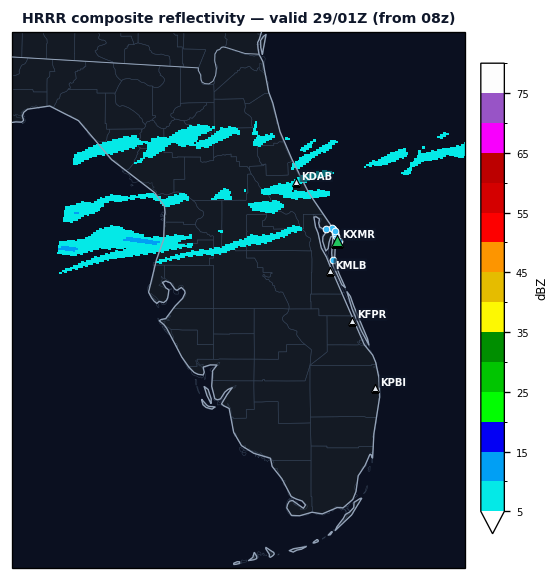 HRRR composite reflectivity — valid 29/01Z (from 08z)
KDAB
KXMR
KMLB
KFPR
KPBI
75
65
55
45
35
25
15
5
dBZ